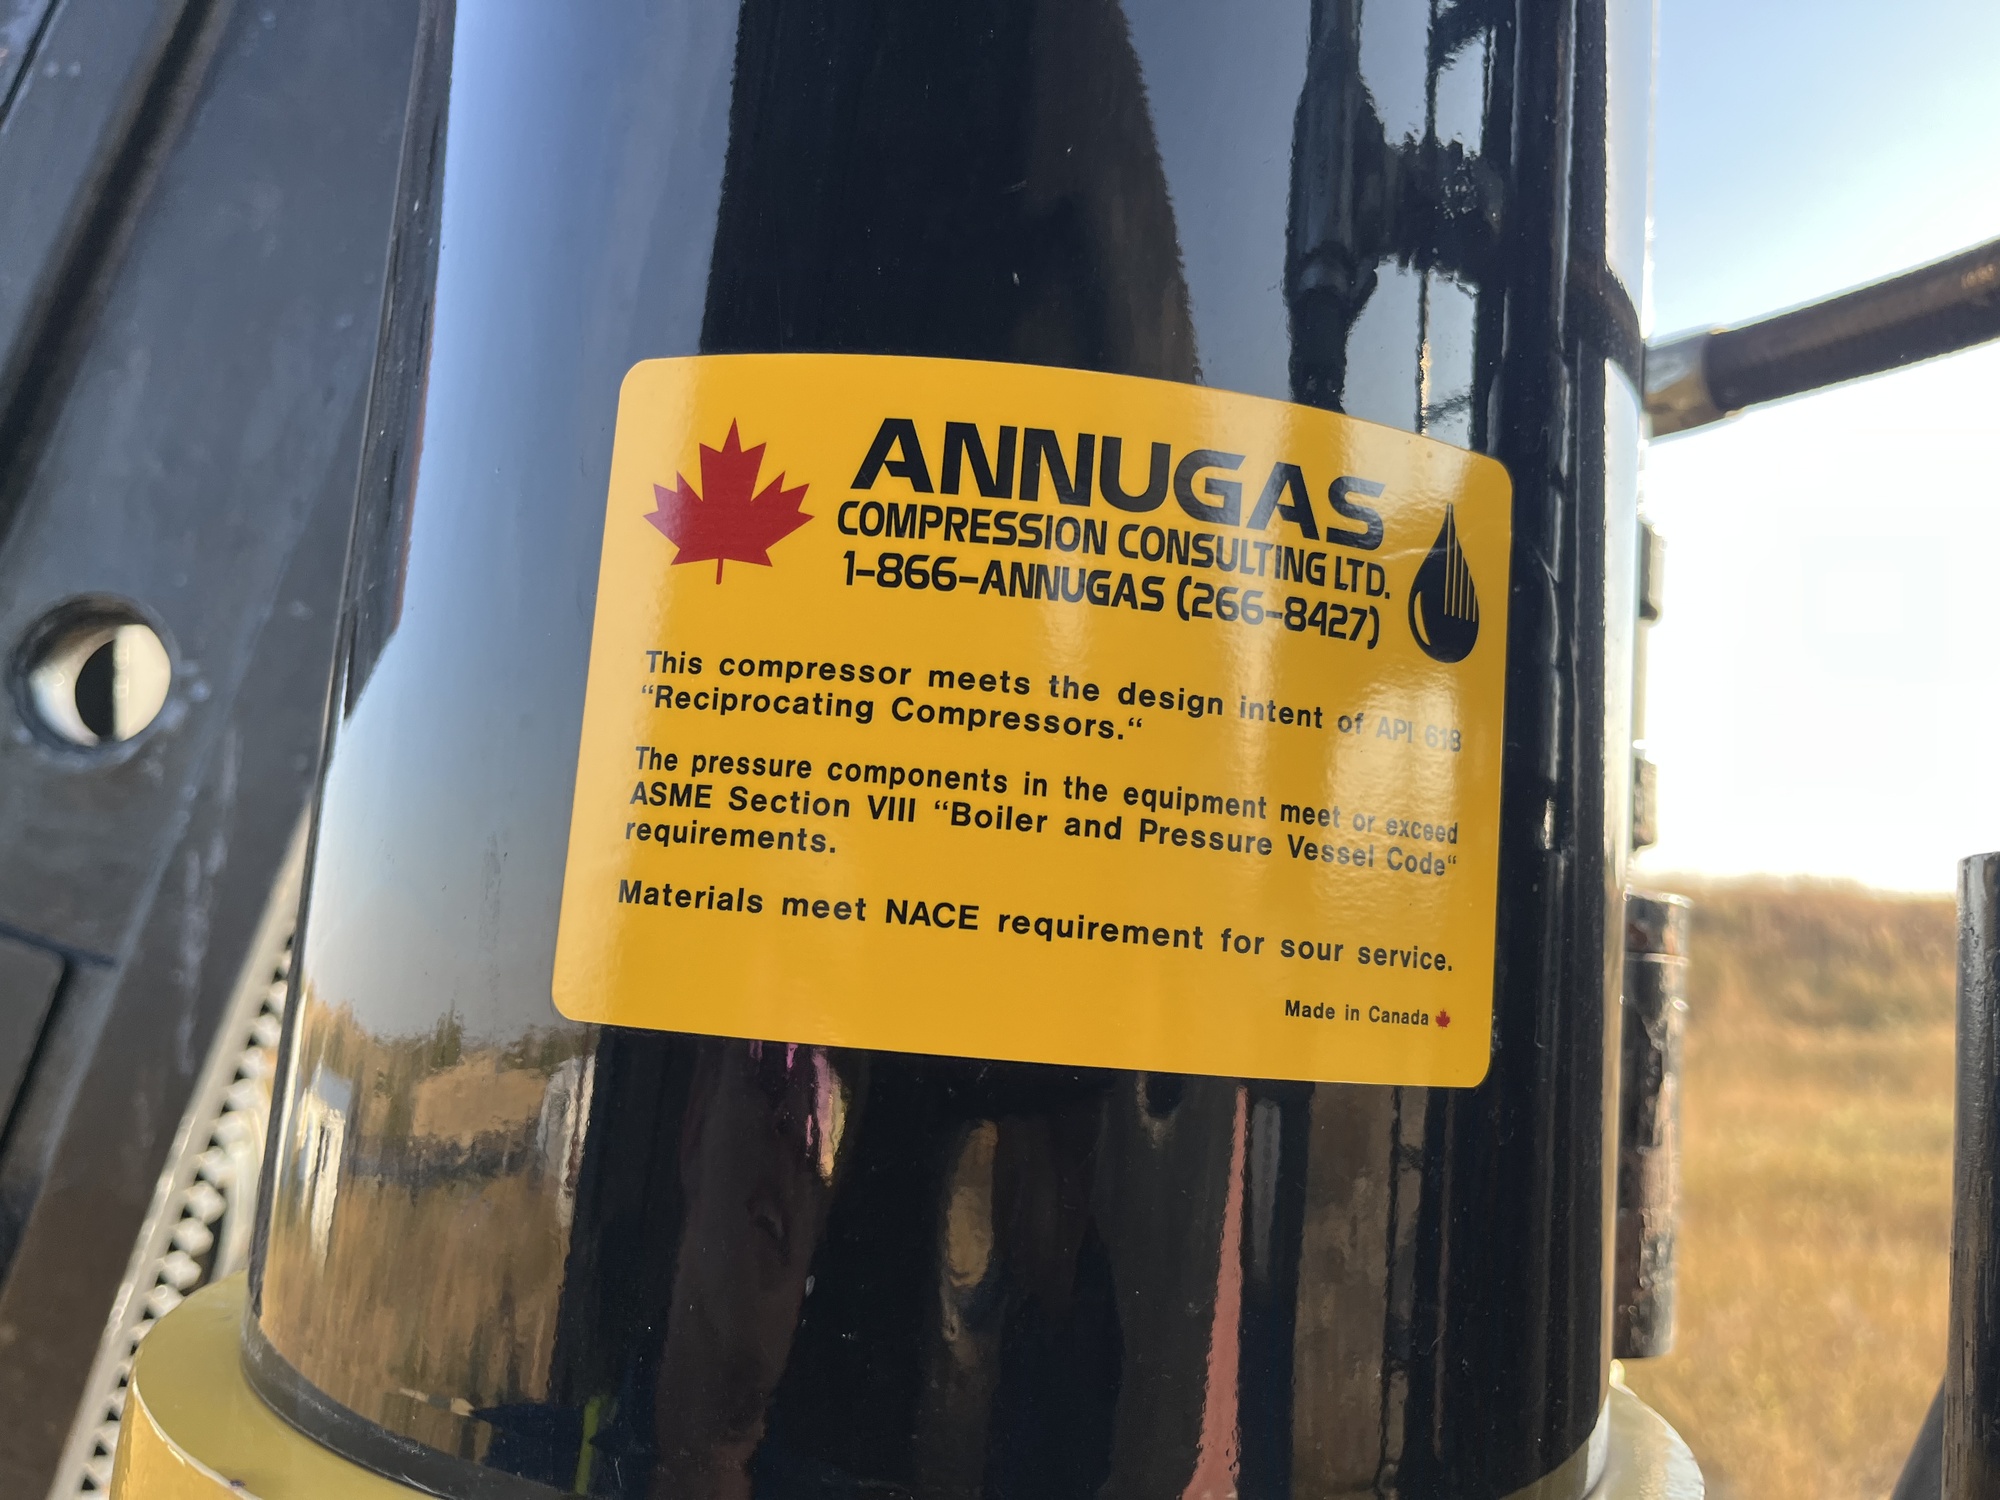 ANNUGAS
COMPRESSION CONSULTING LTD.
1-866-ANNUGAS (266-8427)
This compressor meets the design intent of API 618
“Reciprocating Compressors.“
The pressure components in the equipment meet or exceed
ASME Section VIII “Boiler and Pressure Vessel Code“
requirements.
Materials meet NACE requirement for sour service.
Made in Canada